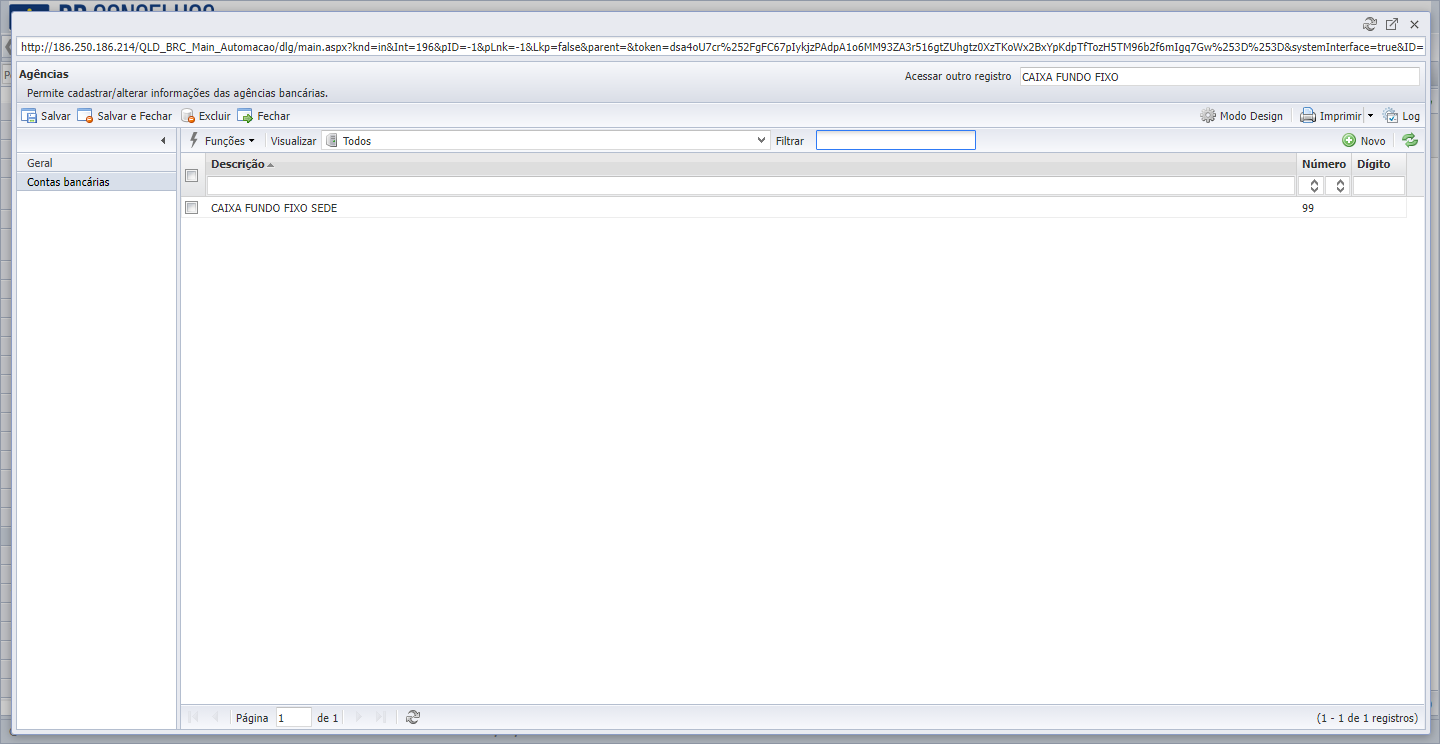 http://186.250.186.214/QLD_BRC_Main_Automacao/dlg/main.aspx?knd=in&Int=196&pID=-1&pLnk=-1&Lkp=false&parent=&token=dsa4oU7cr%252FgFC67pIykjzPAdpA1o6MM93ZA3r516gtZUhgtz0XzTKoWx2BxYpKdpTfTozH5TM96b2f6mIgq7Gw%253D%253D&systemInterface=true&ID=
Agências
Acessar outro registro CAIXA FUNDO FIXO
Permite cadastrar/alterar informações das agências bancárias.
Salvar Salvar e Fechar Excluir Fechar Modo Design Imprimir Log
Funções Visualizar Todos Filtrar Novo
Geral
Contas bancárias
Descrição Número Dígito
CAIXA FUNDO FIXO SEDE 99
Página 1 de 1 (1 - 1 de 1 registros)